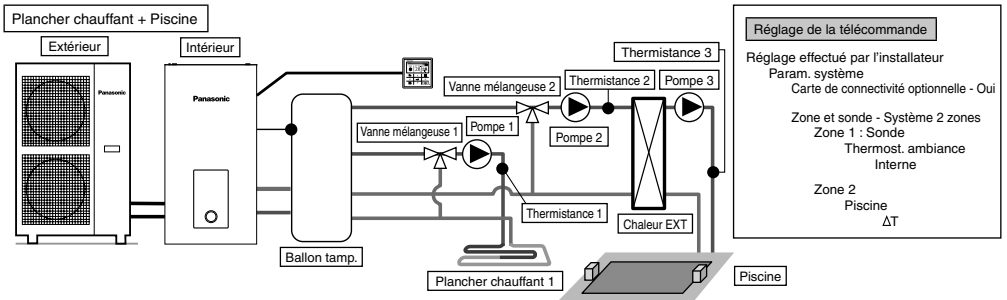 Plancher chauffant + Piscine
Extérieur
Intérieur
Panasonic
Panasonic
Vanne mélangeuse 1
Pompe 1
Vanne mélangeuse 2
Thermistance 2
Pompe 2
Thermistance 3
Pompe 3
Thermistance 1
Chaleur EXT
Ballon tamp.
Plancher chauffant 1
Piscine
Réglage de la télécommande
Réglage effectué par l'installateur
Param. système
Carte de connectivité optionnelle - Oui
Zone et sonde - Système 2 zones
Zone 1 : Sonde
Thermost. ambiance
Interne
Zone 2
Piscine
ΔT